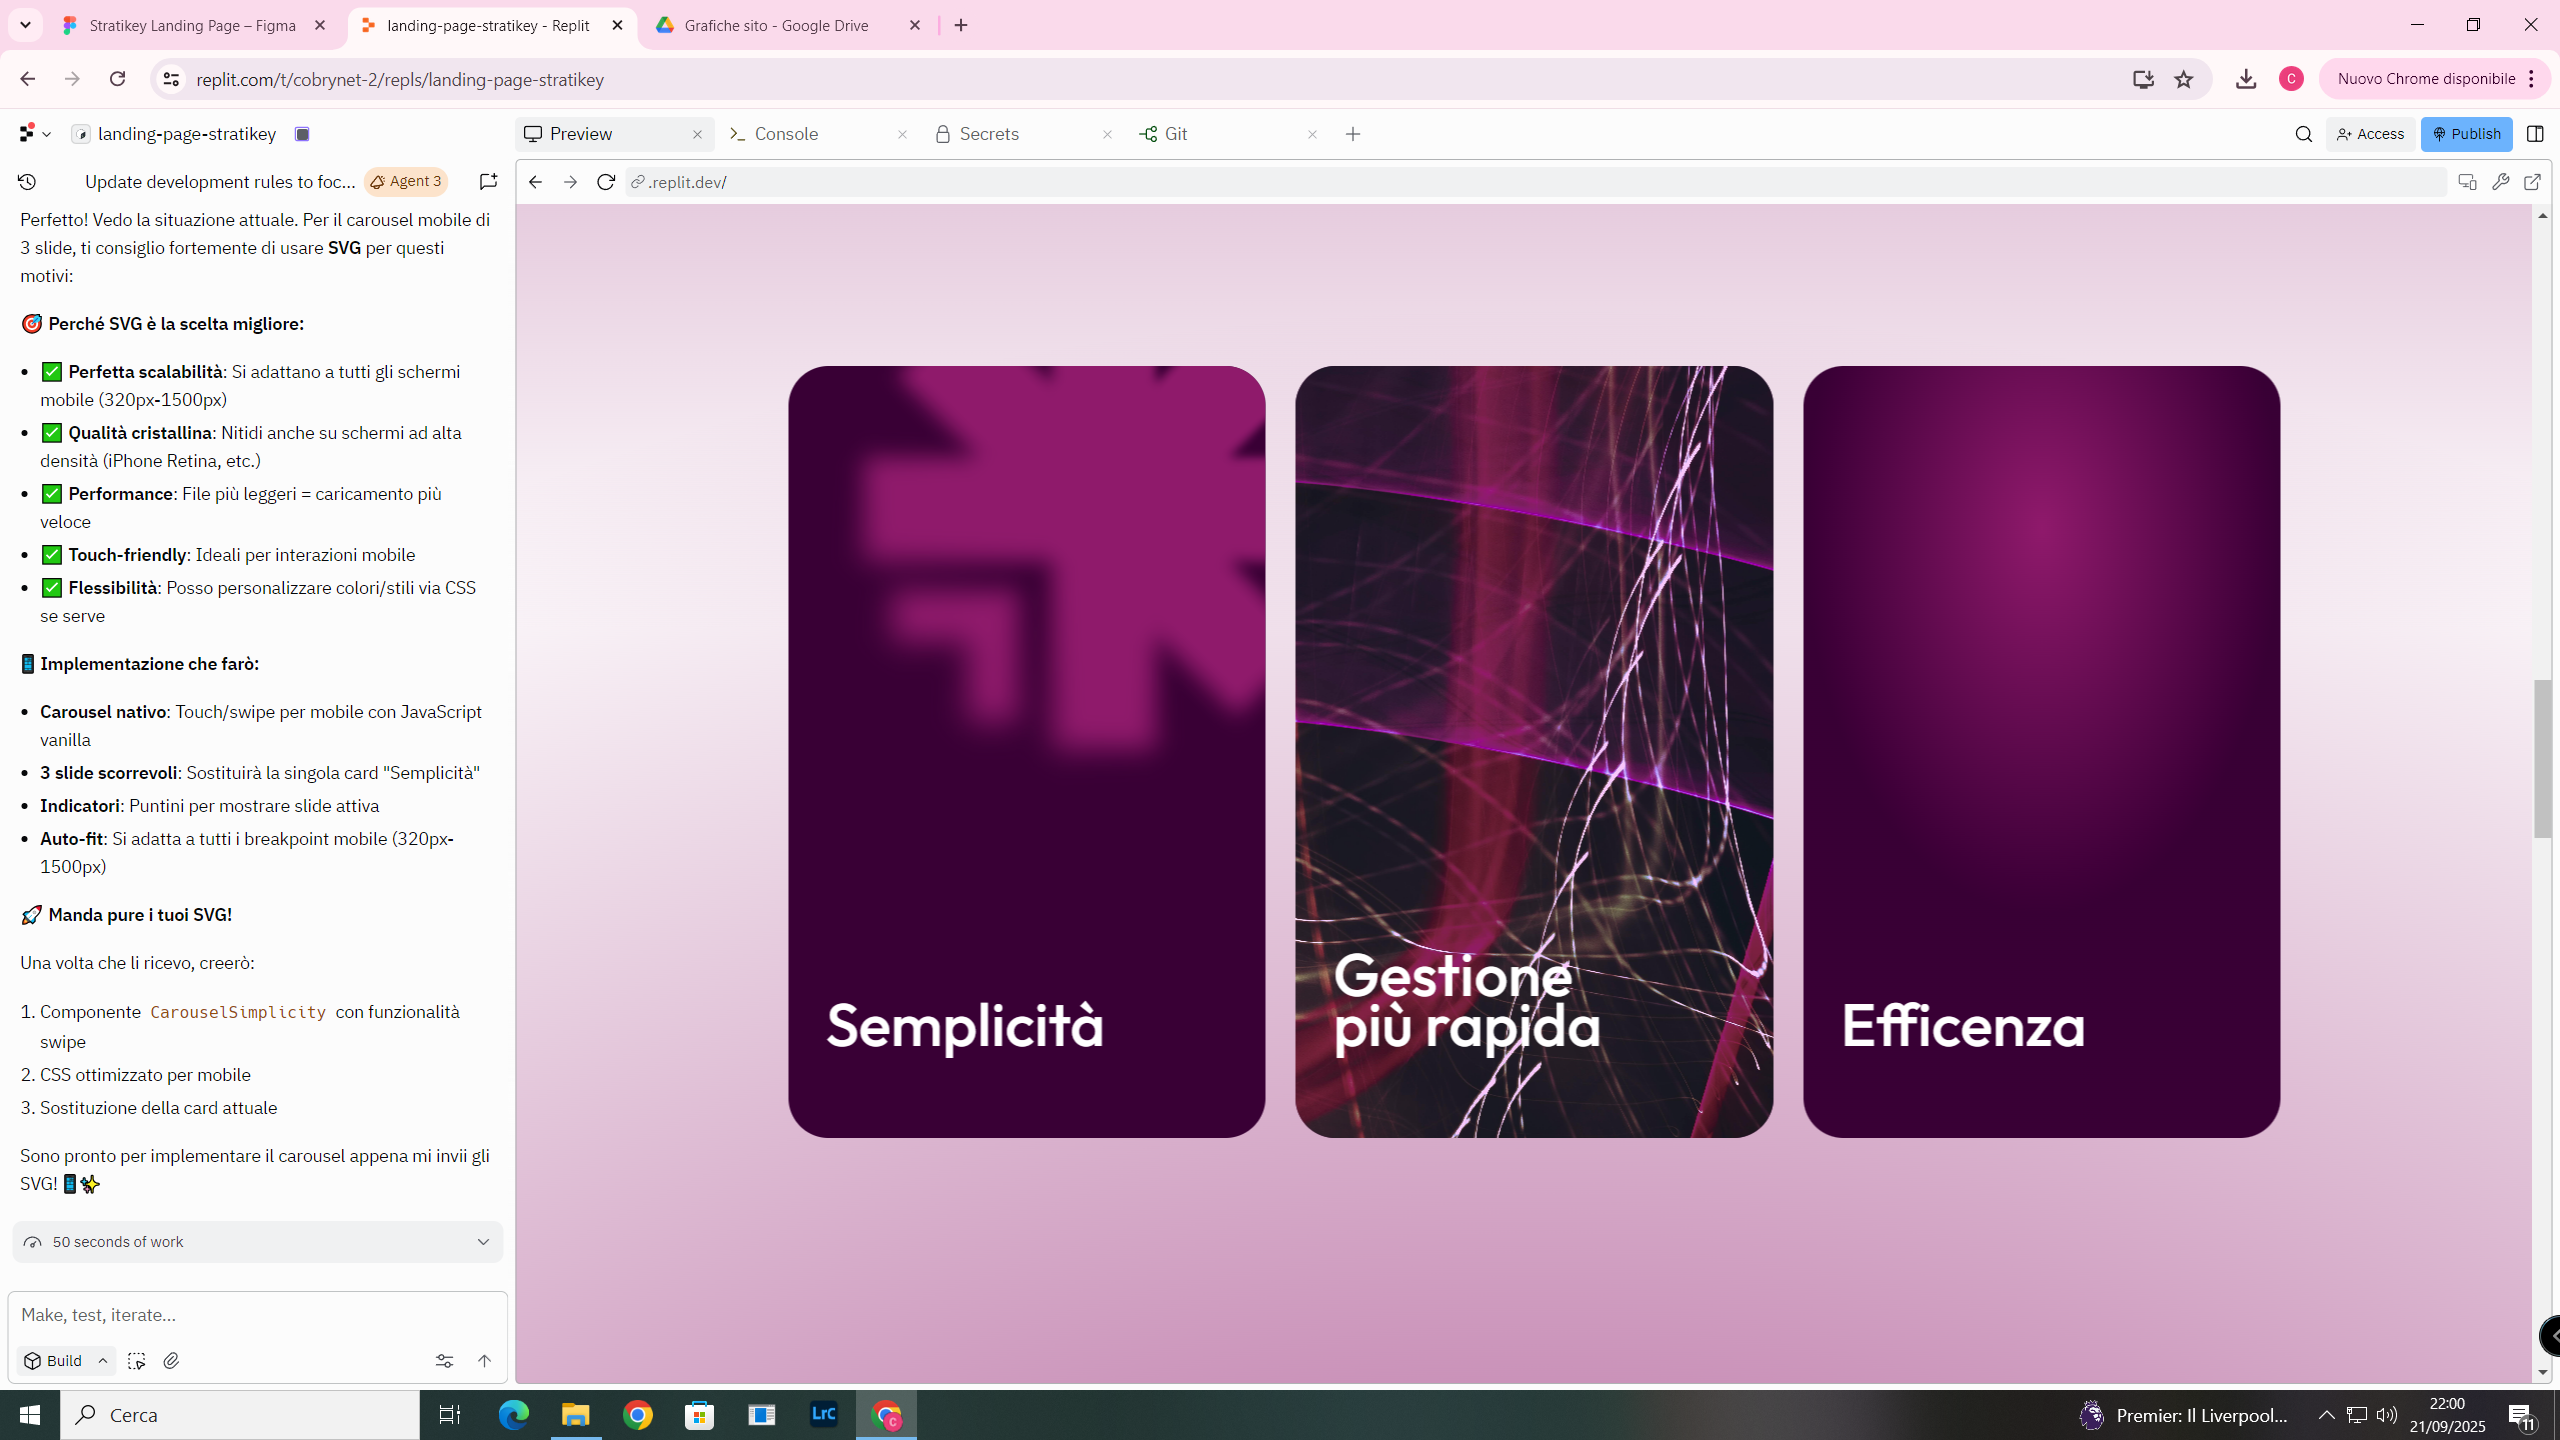 Stratikey Landing Page – Figma
landing-page-stratikey - Replit
Grafiche sito - Google Drive
replit.com/t/cobrynet-2/repls/landing-page-stratikey
C
Nuovo Chrome disponibile
landing-page-stratikey
Preview
Console
Secrets
Git
Access
Publish
Update development rules to foc...
Agent 3
.replit.dev/
Perfetto! Vedo la situazione attuale. Per il carousel mobile di
3 slide, ti consiglio fortemente di usare SVG per questi
motivi:
🎯 Perché SVG è la scelta migliore:
• ✅ Perfetta scalabilità: Si adattano a tutti gli schermi
mobile (320px-1500px)
• ✅ Qualità cristallina: Nitidi anche su schermi ad alta
densità (iPhone Retina, etc.)
• ✅ Performance: File più leggeri = caricamento più
veloce
• ✅ Touch-friendly: Ideali per interazioni mobile
• ✅ Flessibilità: Posso personalizzare colori/stili via CSS
se serve
📱 Implementazione che farò:
• Carousel nativo: Touch/swipe per mobile con JavaScript
vanilla
• 3 slide scorrevoli: Sostituirà la singola card "Semplicità"
• Indicatori: Puntini per mostrare slide attiva
• Auto-fit: Si adatta a tutti i breakpoint mobile (320px-
1500px)
🚀 Manda pure i tuoi SVG!
Una volta che li ricevo, creerò:
1. Componente CarouselSimplicity con funzionalità
swipe
2. CSS ottimizzato per mobile
3. Sostituzione della card attuale
Sono pronto per implementare il carousel appena mi invii gli
SVG! 📱✨
50 seconds of work
Make, test, iterate...
Build
Semplicità
Gestione
più rapida
Efficenza
Cerca
LrC
C
Premier: Il Liverpool...
22:00
21/09/2025
11